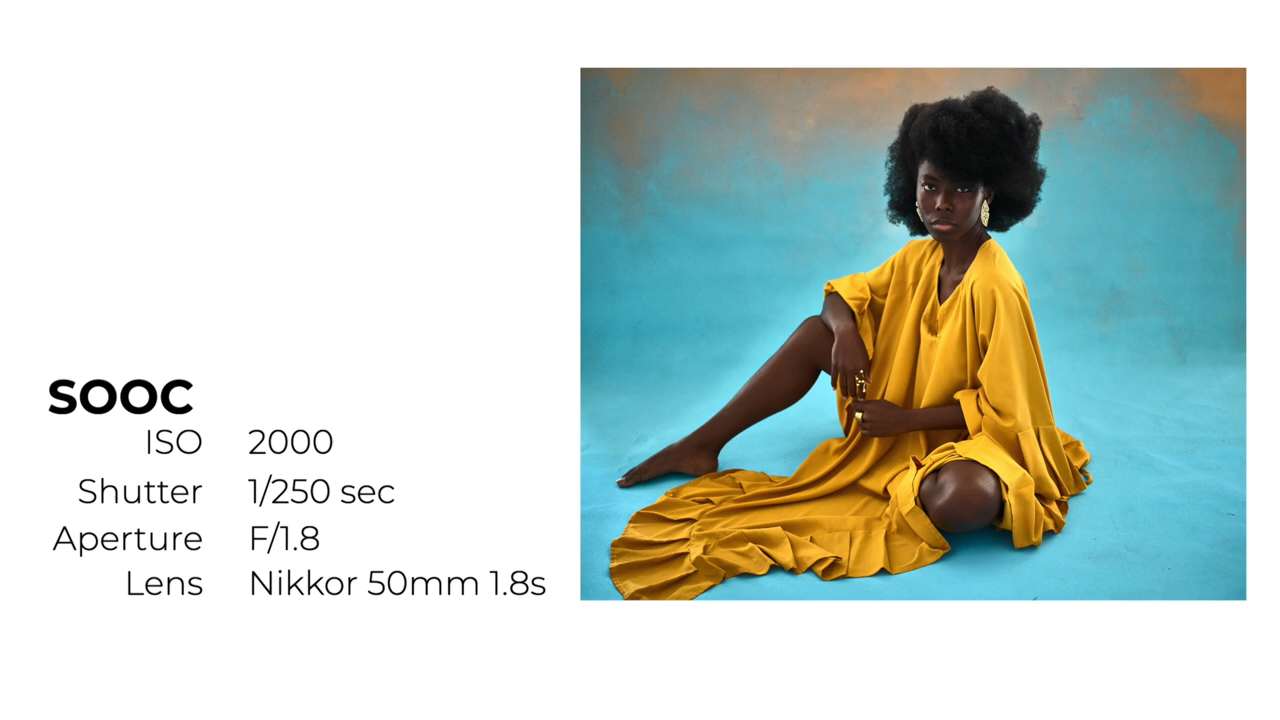 SOOC
ISO 2000
Shutter 1/250 sec
Aperture F/1.8
Lens Nikkor 50mm 1.8s